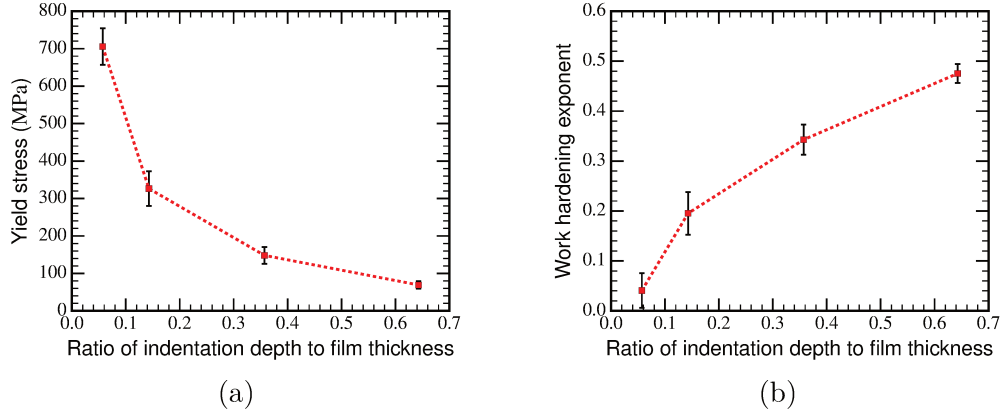 800
700
600
500
400
300
200
100
0
Yield stress (MPa)
0.0 0.1 0.2 0.3 0.4 0.5 0.6 0.7
Ratio of indentation depth to film thickness
(a)
0.6
0.5
0.4
0.3
0.2
0.1
0.0
Work hardening exponent
0.0 0.1 0.2 0.3 0.4 0.5 0.6 0.7
Ratio of indentation depth to film thickness
(b)